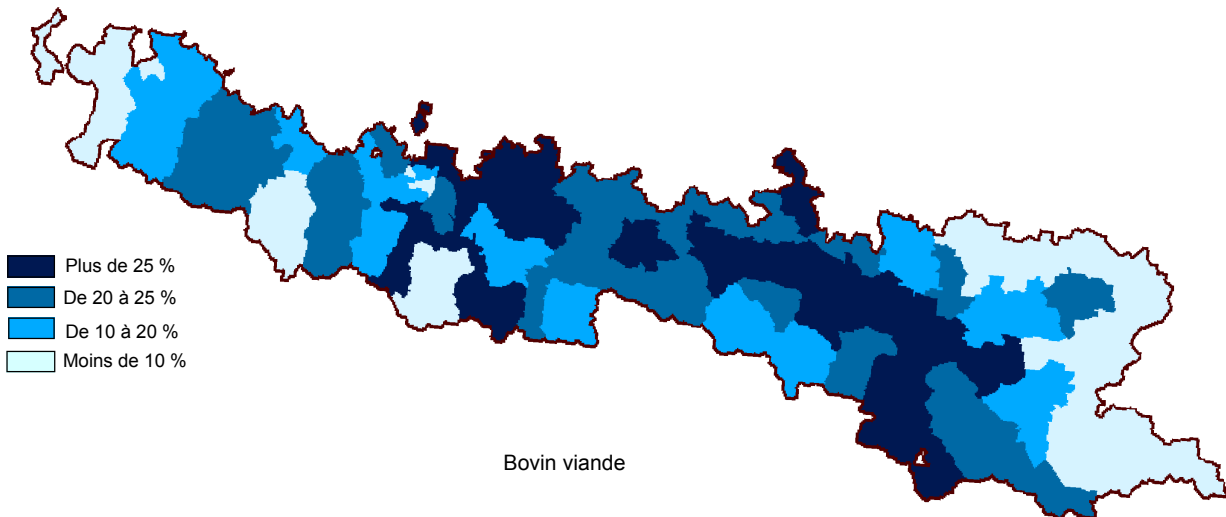 Plus de 25 %
De 20 à 25 %
De 10 à 20 %
Moins de 10 %
Bovin viande